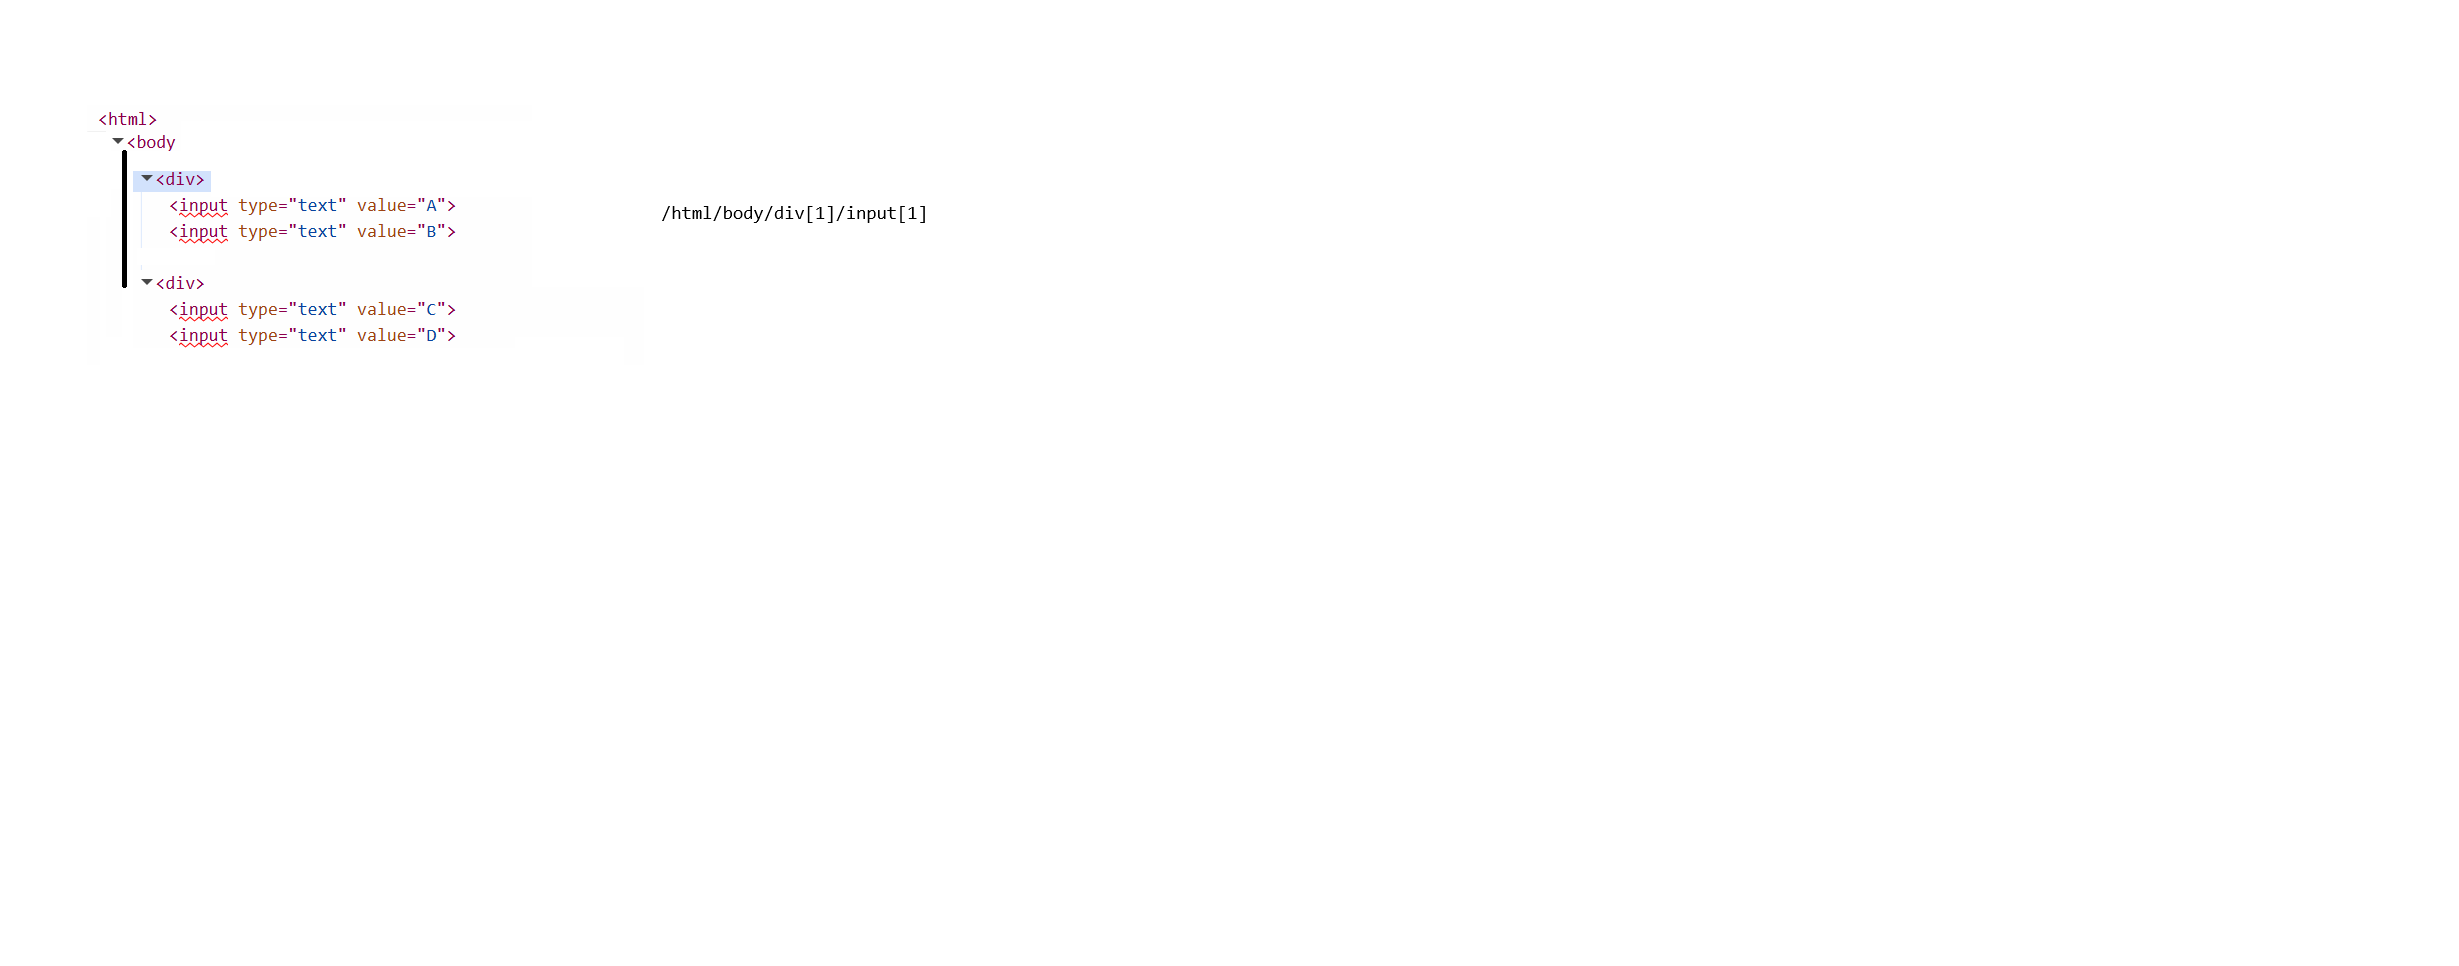 <html>
<body
<div>
<input type="text" value="A">
/html/body/div[1]/input[1]
<input type="text" value="B">
<div>
<input type="text" value="C">
<input type="text" value="D">